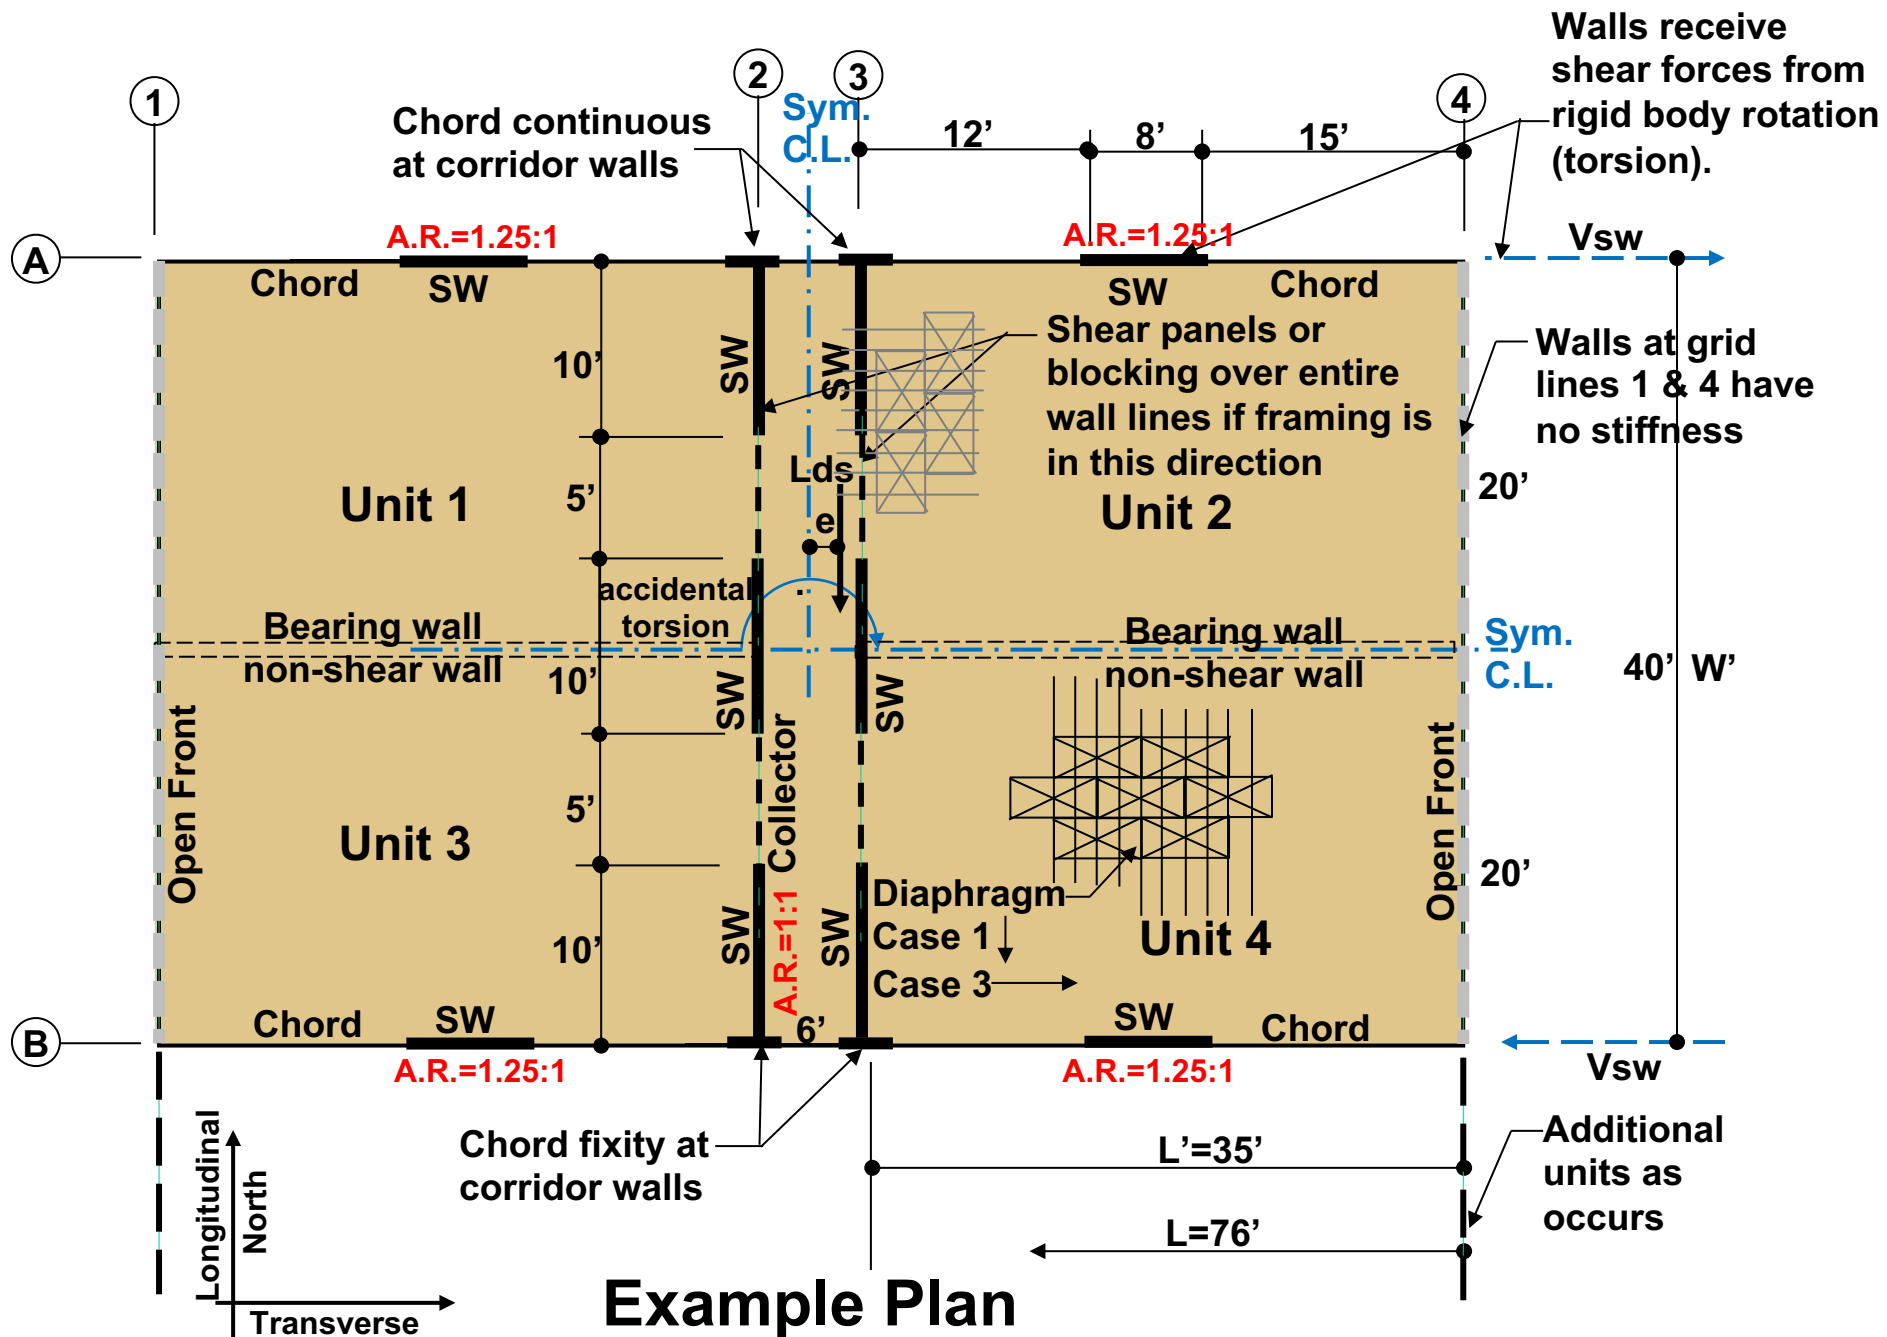 Walls receive
shear forces from
rigid body rotation
(torsion).
1
2
3
4
Chord continuous
at corridor walls
Sym.
C.L.
12’
8’
15’
A
A.R.=1.25:1
A.R.=1.25:1
Vsw
Chord
SW
SW
Chord
10’
SW
SW
Shear panels or
blocking over entire
wall lines if framing is
in this direction
Walls at grid
lines 1 & 4 have
no stiffness
Unit 1
5’
Lds
e
Unit 2
20’
accidental
torsion
Bearing wall
non-shear wall
Bearing wall
non-shear wall
Sym.
C.L.
40’ W’
10’
SW
SW
Open Front
Unit 3
5’
Collector
A.R.=1:1
Open Front
20’
Diaphragm
Case 1
Case 3
Unit 4
10’
SW
SW
B
Chord
SW
6’
SW
Chord
A.R.=1.25:1
A.R.=1.25:1
Vsw
Longitudinal
North
Transverse
Chord fixity at
corridor walls
L’=35’
L=76’
Additional
units as
occurs
Example Plan